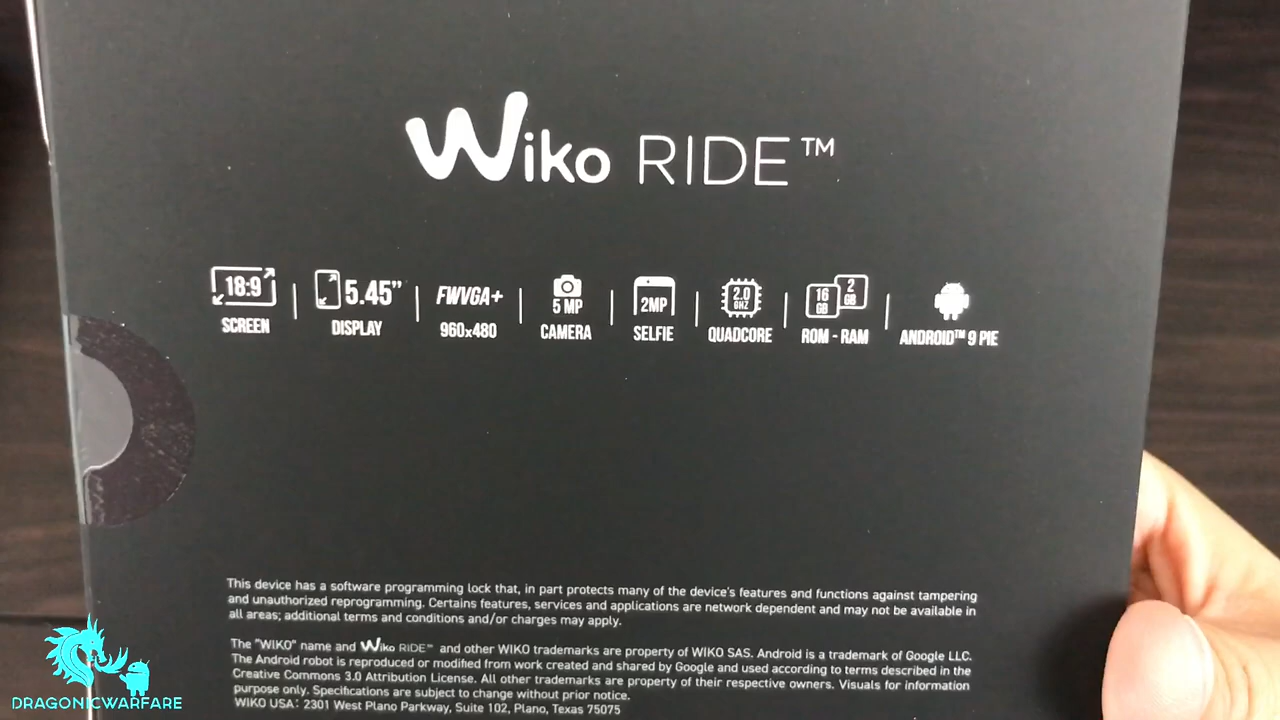 Wiko RIDE™
18:9 5.45" FWVGA+ 5 MP 2MP 2.0 GHZ 16 GB 2 GB
SCREEN DISPLAY 960x480 CAMERA SELFIE QUADCORE ROM - RAM ANDROID™ 9 PIE
This device has a software programming lock that, in part protects many of the device's features and functions against tampering
and unauthorized reprogramming. Certains features, services and applications are network dependent and may not be available in
all areas; additional terms and conditions and/or charges may apply.
The "WIKO" name and Wiko RIDE™ and other WIKO trademarks are property of WIKO SAS. Android is a trademark of Google LLC.
The Android robot is reproduced or modified from work created and shared by Google and used according to terms described in the
Creative Commons 3.0 Attribution License. All other trademarks are property of their respective owners. Visuals for information
purpose only. Specifications are subject to change without prior notice.
WIKO USA: 2301 West Plano Parkway, Suite 102, Plano, Texas 75075
DRAGONICWARFARE